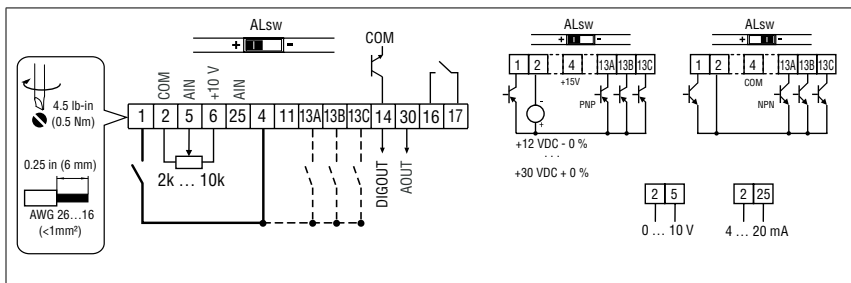 ALsw
+ -
COM
4.5 lb-in
(0.5 Nm)
0.25 in (6 mm)
AWG 26...16
(<1mm²)
COM
AIN
+10 V
AIN
1 2 5 6 25 4 11 13A 13B 13C 14 30 16 17
2k ... 10k
DIGOUT
AOUT
ALsw
+ -
1 2 4 13A 13B 13C
+15V
PNP
-
+
+12 VDC - 0 %
...
+30 VDC + 0 %
ALsw
+ -
1 2 4 13A 13B 13C
COM
NPN
2 5
0 ... 10 V
2 25
4 ... 20 mA